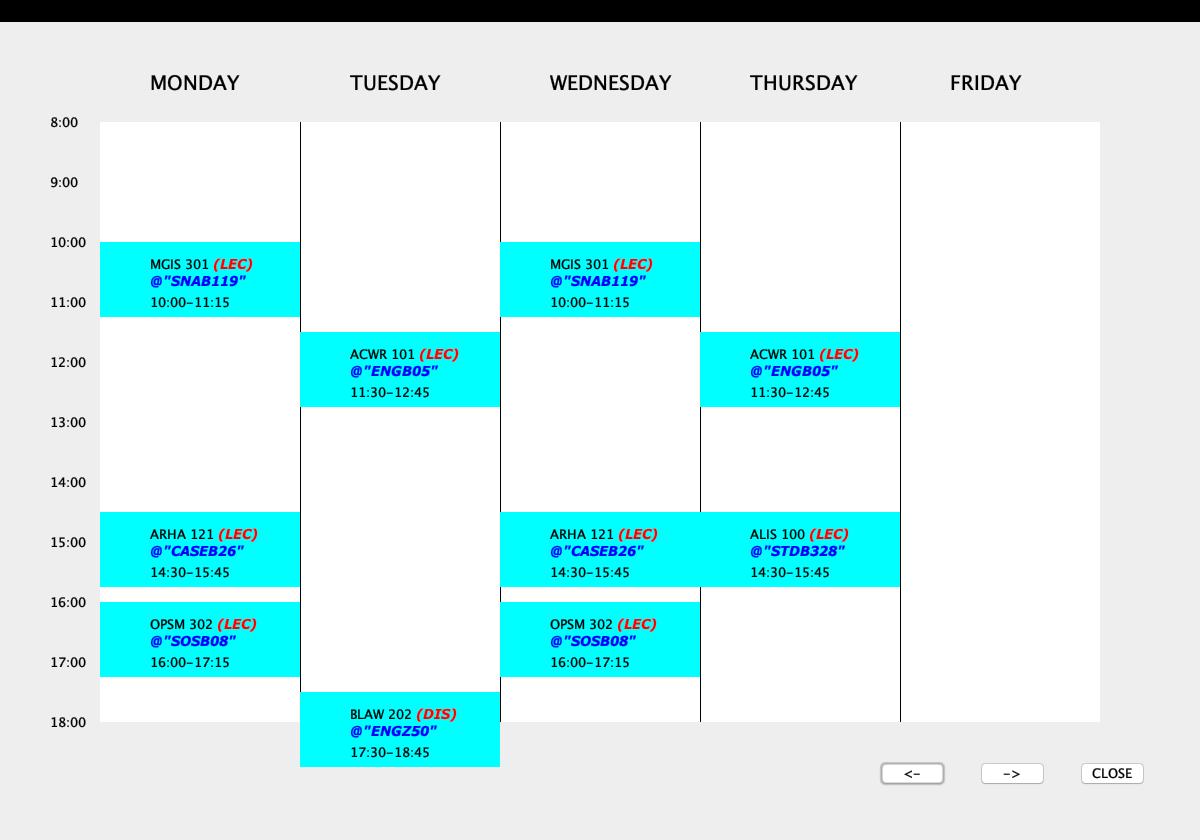 MONDAY TUESDAY WEDNESDAY THURSDAY FRIDAY
8:00
9:00
10:00
MGIS 301 (LEC)
@"SNAB119"
10:00-11:15
MGIS 301 (LEC)
@"SNAB119"
10:00-11:15
11:00
ACWR 101 (LEC)
@"ENGB05"
11:30-12:45
ACWR 101 (LEC)
@"ENGB05"
11:30-12:45
12:00
13:00
14:00
ARHA 121 (LEC)
@"CASEB26"
14:30-15:45
ARHA 121 (LEC)
@"CASEB26"
14:30-15:45
ALIS 100 (LEC)
@"STDB328"
14:30-15:45
15:00
16:00
OPSM 302 (LEC)
@"SOSB08"
16:00-17:15
OPSM 302 (LEC)
@"SOSB08"
16:00-17:15
17:00
BLAW 202 (DIS)
@"ENGZ50"
17:30-18:45
18:00
<- -> CLOSE